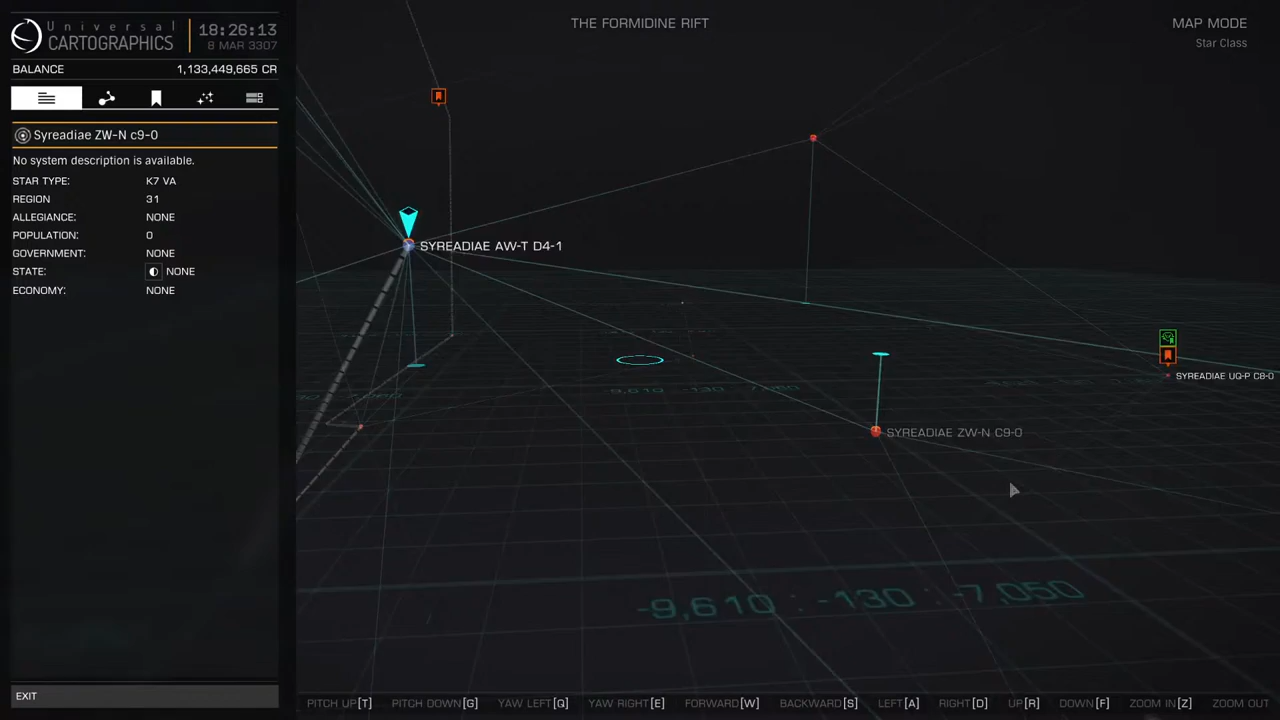 Universal
CARTOGRAPHICS
18:26:13
8 MAR 3307
BALANCE 1,133,449,665 CR
Syreadiae ZW-N c9-0
No system description is available.
STAR TYPE: K7 VA
REGION 31
ALLEGIANCE: NONE
POPULATION: 0
GOVERNMENT: NONE
STATE: NONE
ECONOMY: NONE
EXIT
THE FORMIDINE RIFT
MAP MODE
Star Class
SYREADIAE AW-T D4-1
SYREADIAE UQ-P C8-0
SYREADIAE ZW-N C9-0
-9,610 : -130 : -7,050
PITCH UP[T] PITCH DOWN[G] YAW LEFT[Q] YAW RIGHT[E] FORWARD[W] BACKWARD[S] LEFT[A] RIGHT[D] UP[R] DOWN[F] ZOOM IN[Z] ZOOM OUT